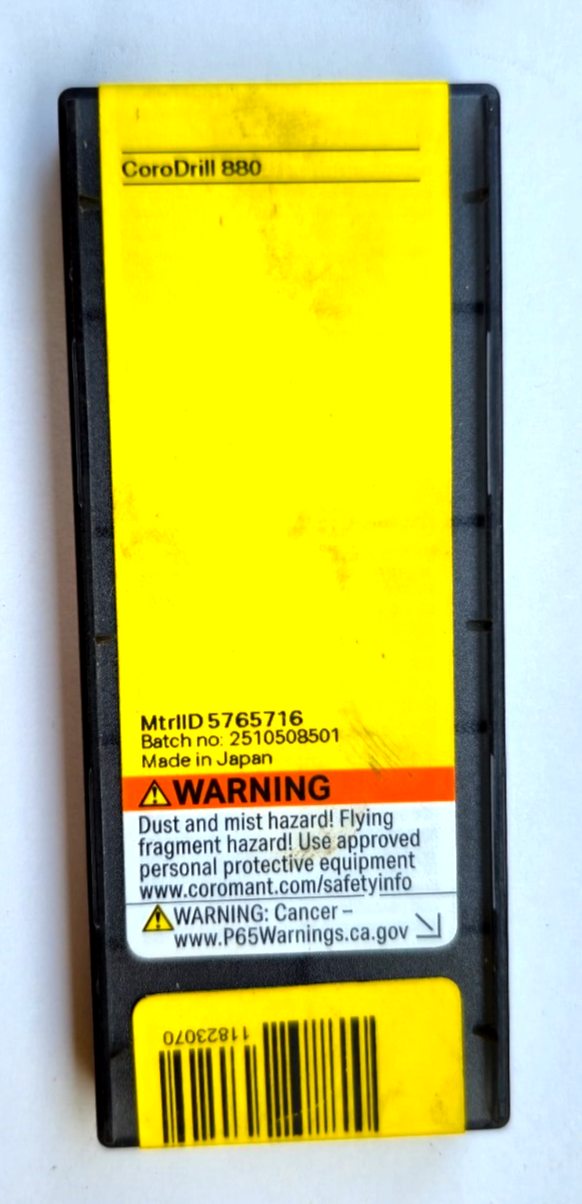 CoroDrill 880
MtrlID 5765716
Batch no: 2510508501
Made in Japan
WARNING
Dust and mist hazard! Flying
fragment hazard! Use approved
personal protective equipment
www.coromant.com/safetyinfo
WARNING: Cancer –
www.P65Warnings.ca.gov
11823070